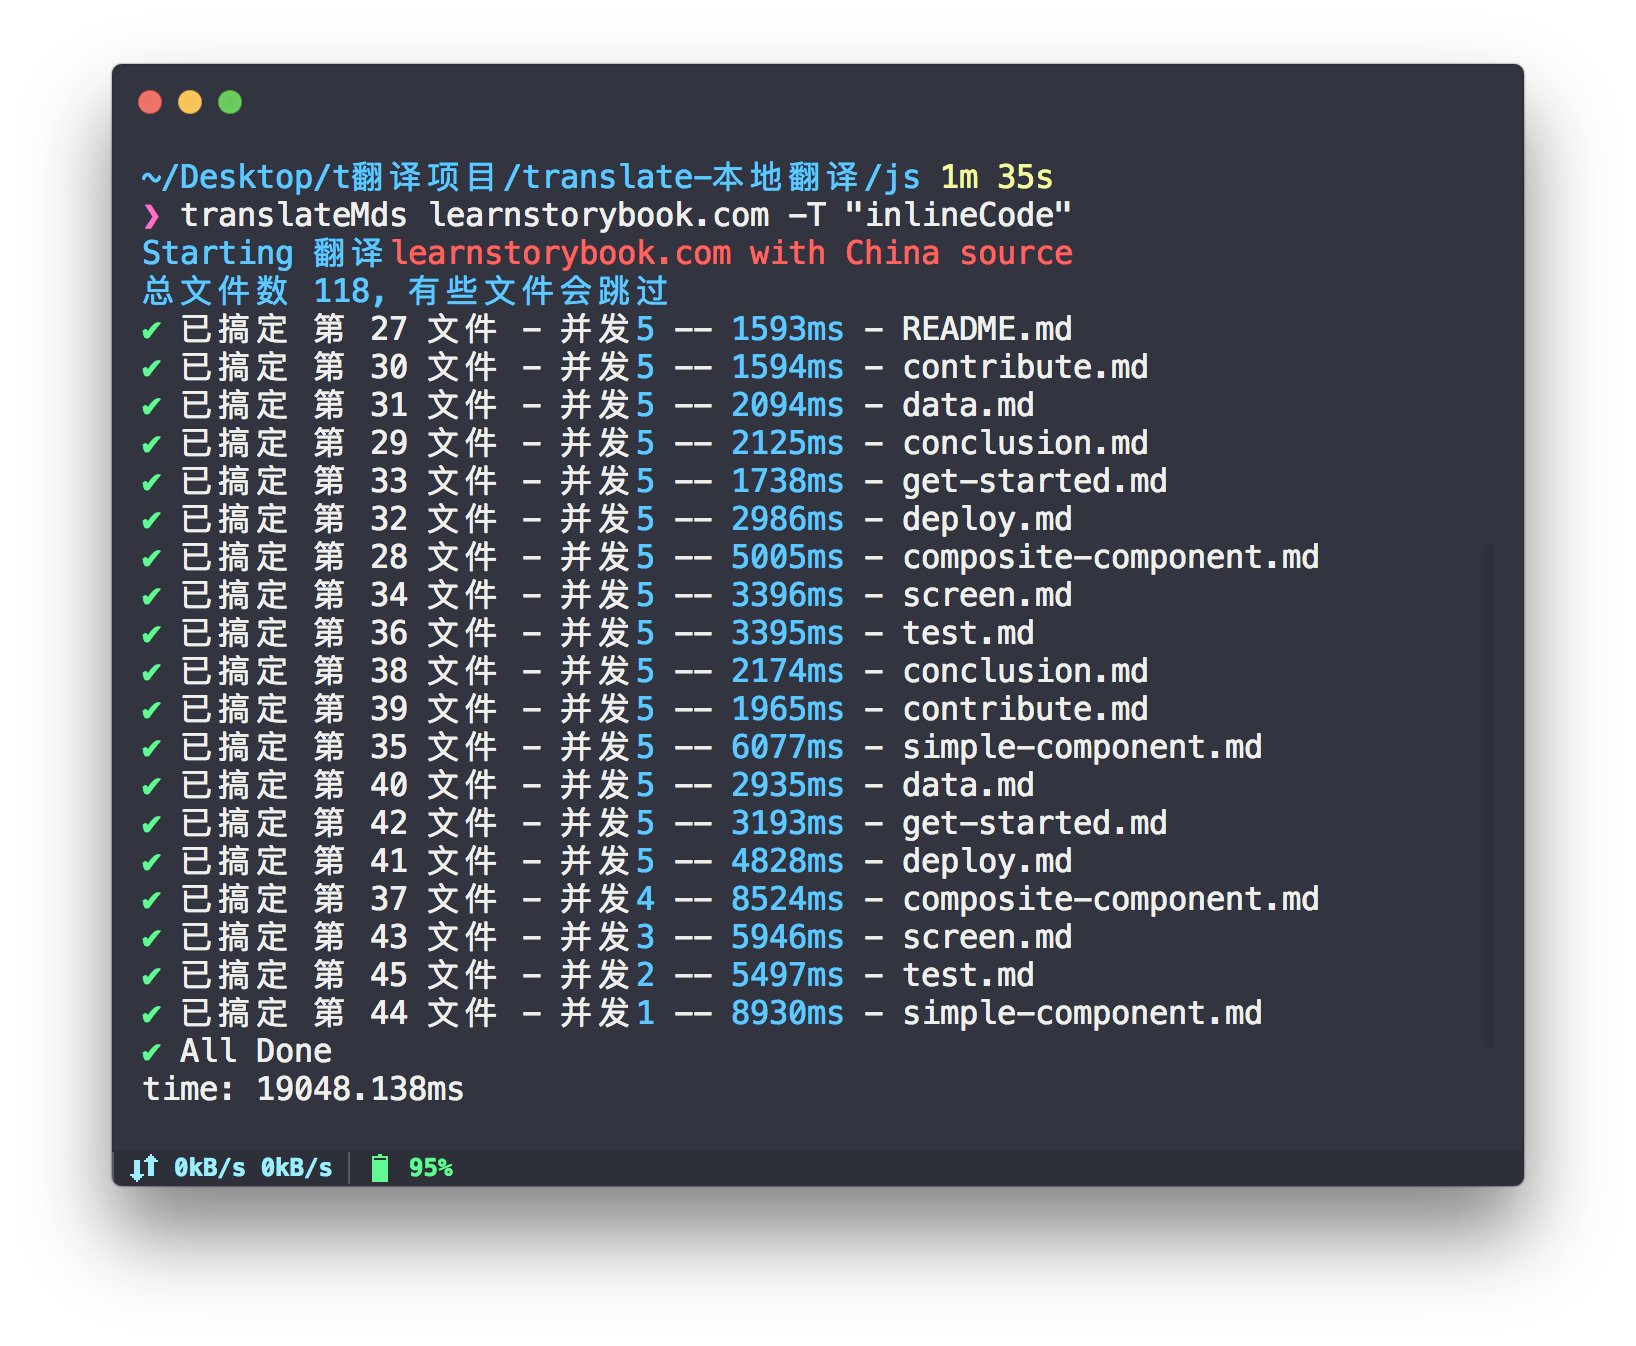 ~/Desktop/t翻译项目/translate-本地翻译/js 1m 35s
❯ translateMds learnstorybook.com -T "inlineCode"
Starting 翻译learnstorybook.com with China source
总文件数 118, 有些文件会跳过
✔ 已搞定 第 27 文件 - 并发5 -- 1593ms - README.md
✔ 已搞定 第 30 文件 - 并发5 -- 1594ms - contribute.md
✔ 已搞定 第 31 文件 - 并发5 -- 2094ms - data.md
✔ 已搞定 第 29 文件 - 并发5 -- 2125ms - conclusion.md
✔ 已搞定 第 33 文件 - 并发5 -- 1738ms - get-started.md
✔ 已搞定 第 32 文件 - 并发5 -- 2986ms - deploy.md
✔ 已搞定 第 28 文件 - 并发5 -- 5005ms - composite-component.md
✔ 已搞定 第 34 文件 - 并发5 -- 3396ms - screen.md
✔ 已搞定 第 36 文件 - 并发5 -- 3395ms - test.md
✔ 已搞定 第 38 文件 - 并发5 -- 2174ms - conclusion.md
✔ 已搞定 第 39 文件 - 并发5 -- 1965ms - contribute.md
✔ 已搞定 第 35 文件 - 并发5 -- 6077ms - simple-component.md
✔ 已搞定 第 40 文件 - 并发5 -- 2935ms - data.md
✔ 已搞定 第 42 文件 - 并发5 -- 3193ms - get-started.md
✔ 已搞定 第 41 文件 - 并发5 -- 4828ms - deploy.md
✔ 已搞定 第 37 文件 - 并发4 -- 8524ms - composite-component.md
✔ 已搞定 第 43 文件 - 并发3 -- 5946ms - screen.md
✔ 已搞定 第 45 文件 - 并发2 -- 5497ms - test.md
✔ 已搞定 第 44 文件 - 并发1 -- 8930ms - simple-component.md
✔ All Done
time: 19048.138ms
0kB/s 0kB/s 95%